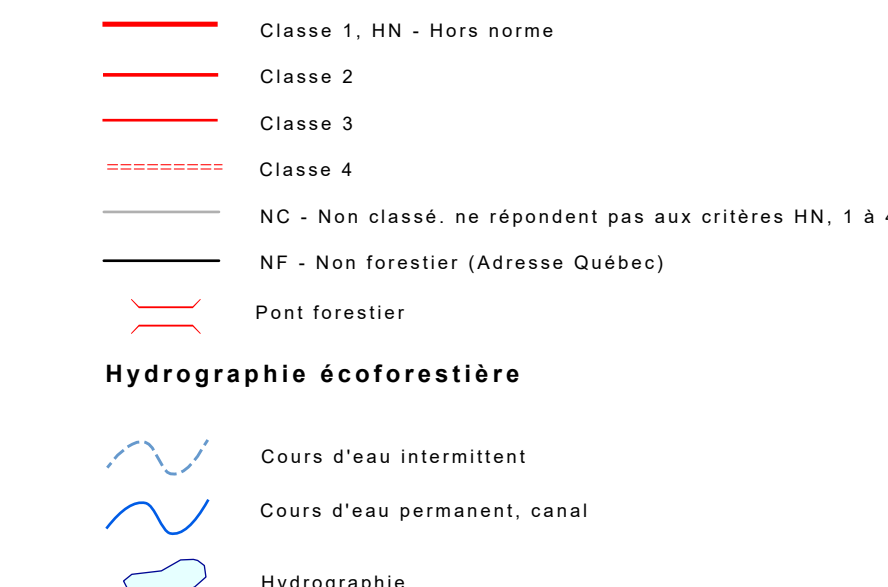 Classe 1, HN - Hors norme
Classe 2
Classe 3
Classe 4
NC - Non classé. ne répondent pas aux critères HN, 1 à 4
NF - Non forestier (Adresse Québec)
Pont forestier
Hydrographie écoforestière
Cours d'eau intermittent
Cours d'eau permanent, canal
Hydrographie